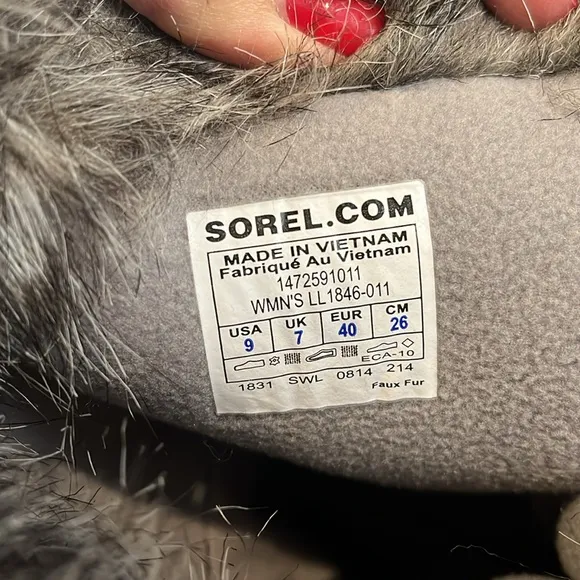 SOREL.COM
MADE IN VIETNAM
Fabriqué Au Vietnam
1472591011
WMN'S LL1846-011
USA UK EUR CM
9 7 40 26
ECA-10
1831 SWL 0814 214
Faux Fur